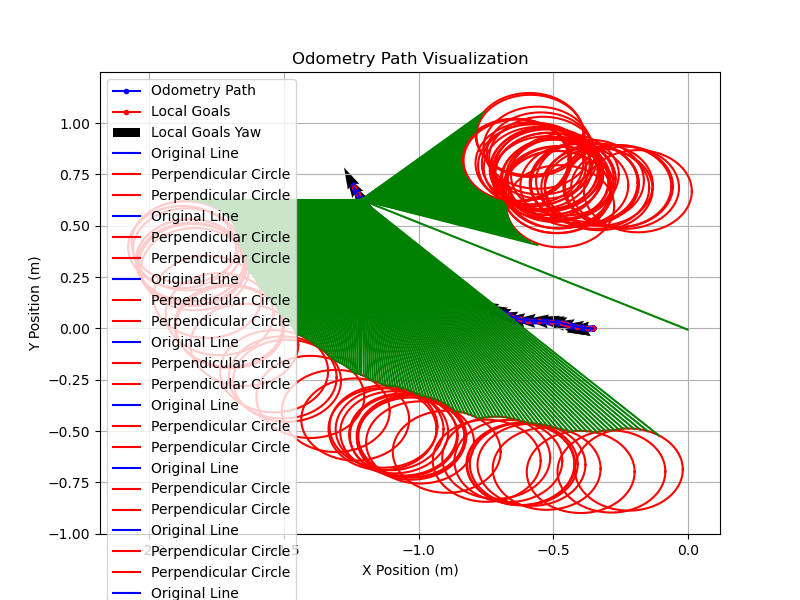 Odometry Path Visualization
Odometry Path
Local Goals
Local Goals Yaw
Original Line
Perpendicular Circle
Perpendicular Circle
Original Line
Perpendicular Circle
Perpendicular Circle
Original Line
Perpendicular Circle
Perpendicular Circle
Original Line
Perpendicular Circle
Perpendicular Circle
Original Line
Perpendicular Circle
Perpendicular Circle
Original Line
Perpendicular Circle
Perpendicular Circle
Original Line
Perpendicular Circle
Perpendicular Circle
Original Line
1.00
0.75
0.50
0.25
0.00
−0.25
−0.50
−0.75
−1.00
Y Position (m)
−1.0
−0.5
0.0
X Position (m)